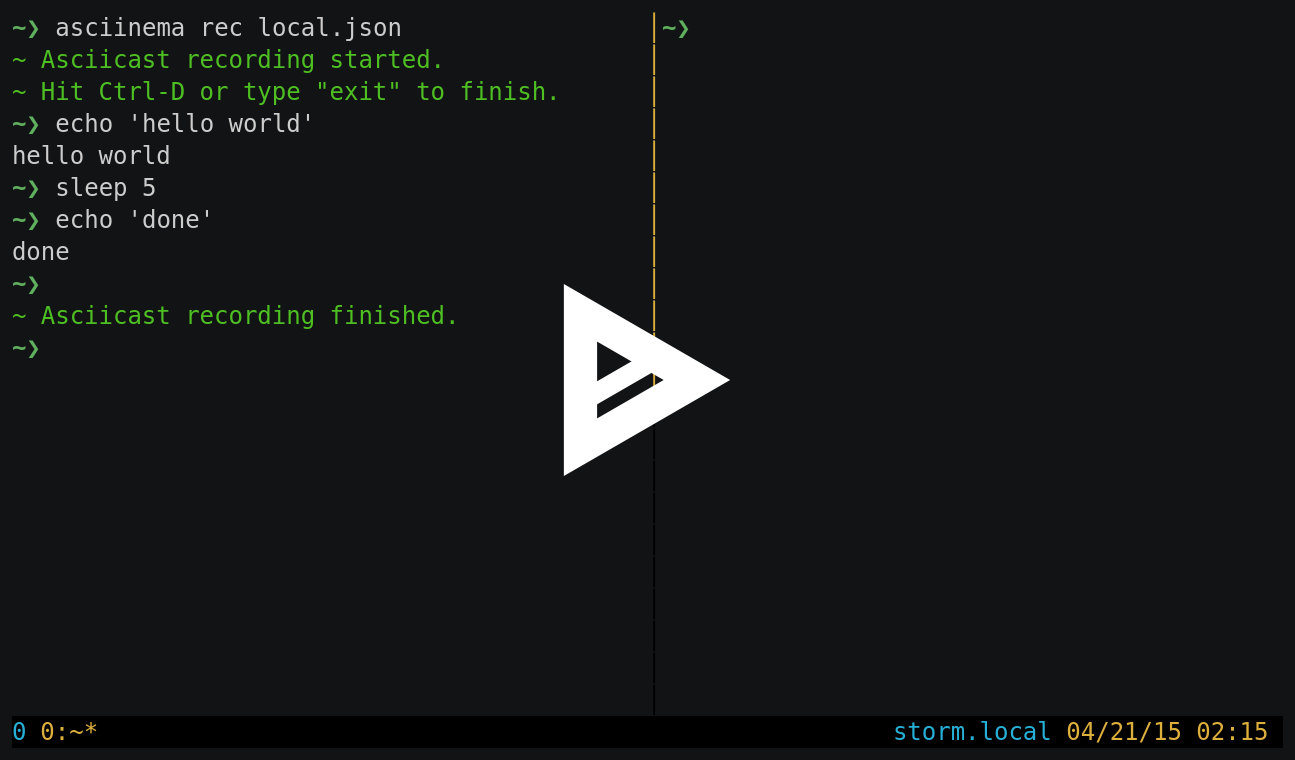 ~❯ asciinema rec local.json
~ Asciicast recording started.
~ Hit Ctrl-D or type "exit" to finish.
~❯ echo 'hello world'
hello world
~❯ sleep 5
~❯ echo 'done'
done
~❯
~ Asciicast recording finished.
~❯
~❯
0 0:~* storm.local 04/21/15 02:15